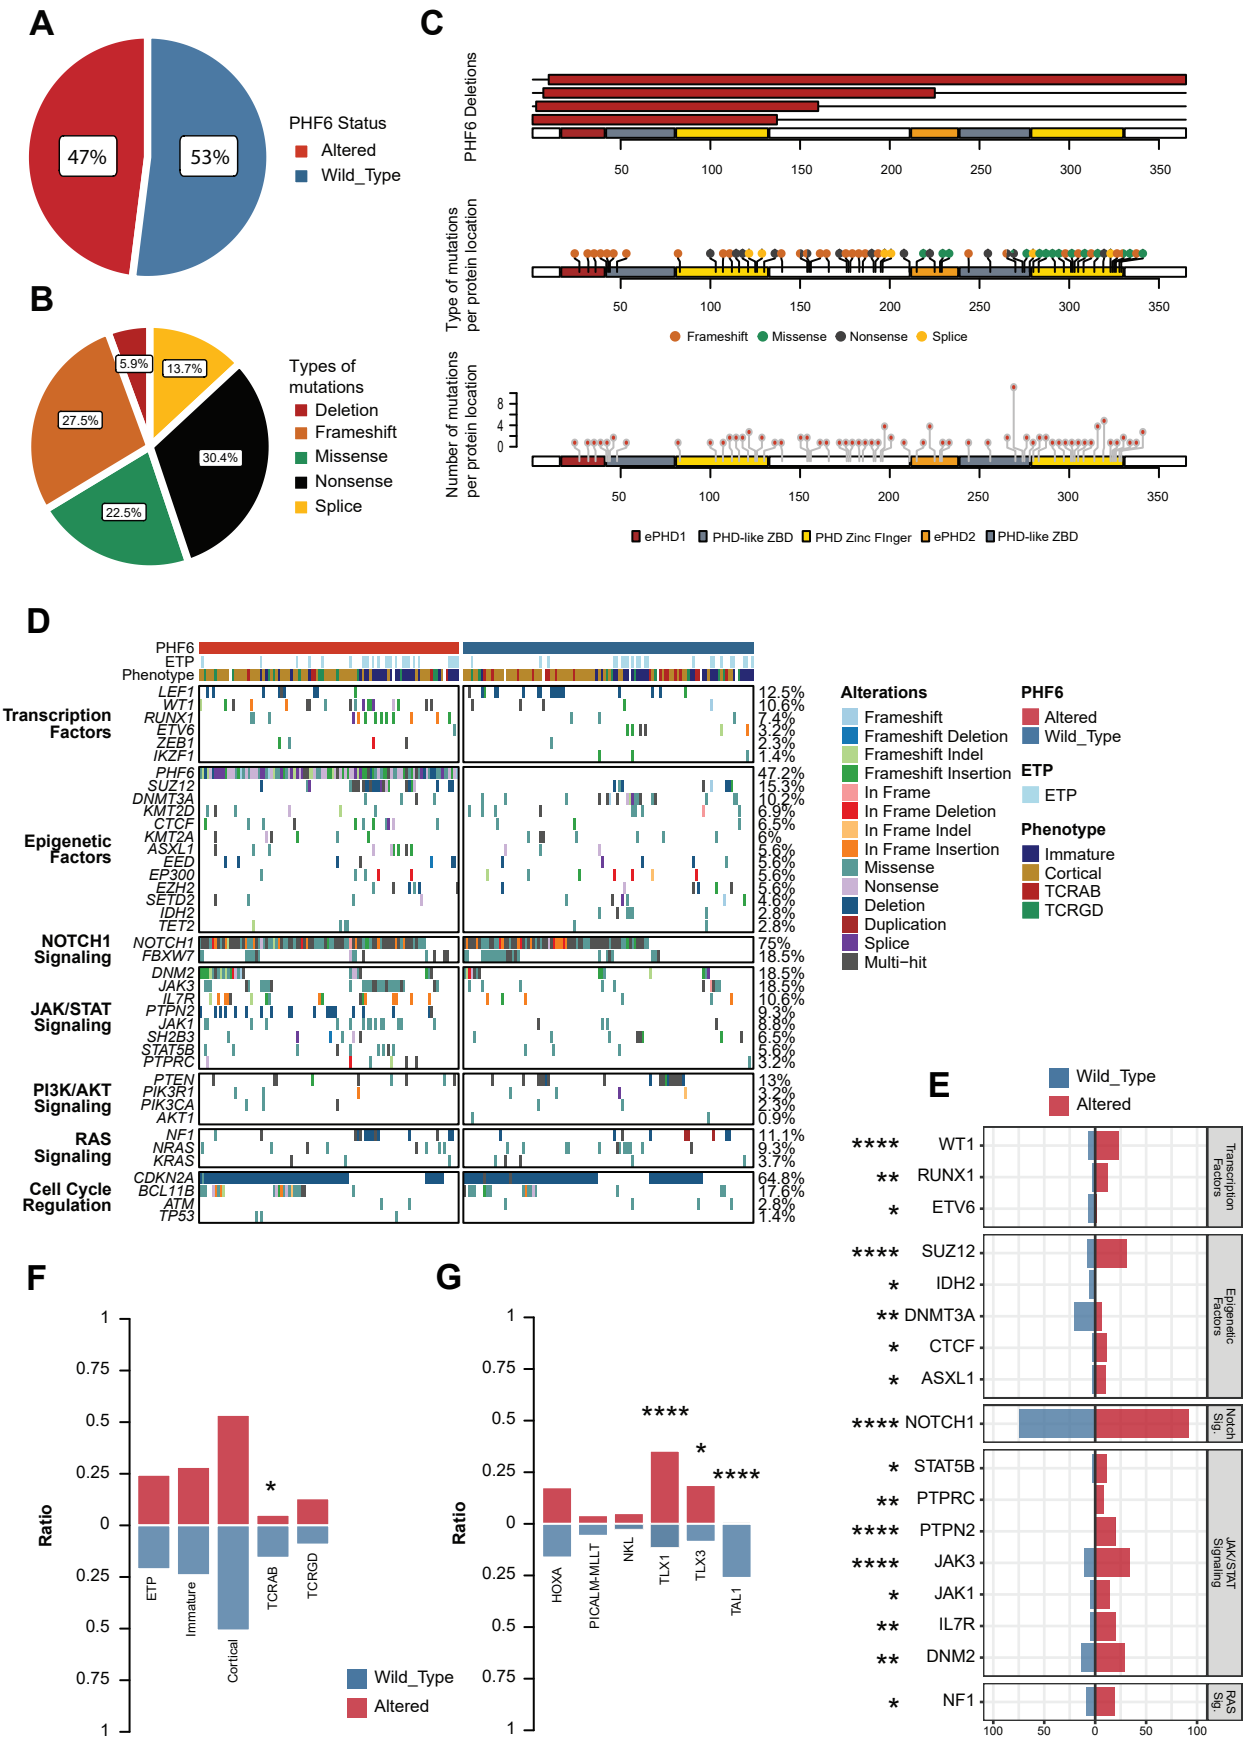 A
47%
53%
PHF6 Status
Altered
Wild_Type
B
5.9%
13.7%
27.5%
30.4%
22.5%
Types of
mutations
Deletion
Frameshift
Missense
Nonsense
Splice
C
PHF6 Deletions
50 100 150 200 250 300 350
Type of mutations
per protein location
50 100 150 200 250 300 350
Frameshift Missense Nonsense Splice
Number of mutations
per protein location
8
4
0
50 100 150 200 250 300 350
ePHD1 PHD-like ZBD PHD Zinc FInger ePHD2 PHD-like ZBD
D
PHF6
ETP
Phenotype
Transcription
Factors
LEF1 12.5%
WT1 10.6%
RUNX1 7.4%
ETV6 3.2%
ZEB1 2.3%
IKZF1 1.4%
Epigenetic
Factors
PHF6 47.2%
SUZ12 15.3%
DNMT3A 10.2%
KMT2D 6.9%
CTCF 6.5%
KMT2A 6%
ASXL1 5.6%
EED 5.6%
EP300 5.6%
EZH2 5.6%
SETD2 4.6%
IDH2 2.8%
TET2 2.8%
NOTCH1
Signaling
NOTCH1 75%
FBXW7 18.5%
JAK/STAT
Signaling
DNM2 18.5%
JAK3 18.5%
IL7R 10.6%
PTPN2 9.3%
JAK1 8.8%
SH2B3 6.5%
STAT5B 5.6%
PTPRC 3.2%
PI3K/AKT
Signaling
PTEN 13%
PIK3R1 3.2%
PIK3CA 2.3%
AKT1 0.9%
RAS
Signaling
NF1 11.1%
NRAS 9.3%
KRAS 3.7%
Cell Cycle
Regulation
CDKN2A 64.8%
BCL11B 17.6%
ATM 2.8%
TP53 1.4%
Alterations
Frameshift
Frameshift Deletion
Frameshift Indel
Frameshift Insertion
In Frame
In Frame Deletion
In Frame Indel
In Frame Insertion
Missense
Nonsense
Deletion
Duplication
Splice
Multi−hit
PHF6
Altered
Wild_Type
ETP
ETP
Phenotype
Immature
Cortical
TCRAB
TCRGD
E
Wild_Type
Altered
**** WT1
** RUNX1
* ETV6
Transcription
Factors
**** SUZ12
* IDH2
** DNMT3A
* CTCF
* ASXL1
Epigenetic
Factors
**** NOTCH1
Notch
Sig.
* STAT5B
** PTPRC
**** PTPN2
**** JAK3
* JAK1
** IL7R
** DNM2
JAK/STAT
Signaling
* NF1
RAS
Sig.
100 50 0 50 100
F
Ratio
1
0.75
0.5
0.25
0
0.25
0.5
0.75
1
*
ETP
Immature
Cortical
TCRAB
TCRGD
Wild_Type
Altered
G
Ratio
1
0.75
0.5
0.25
0
0.25
0.5
0.75
1
****
*
****
HOXA
PICALM-MLLT
NKL
TLX1
TLX3
TAL1